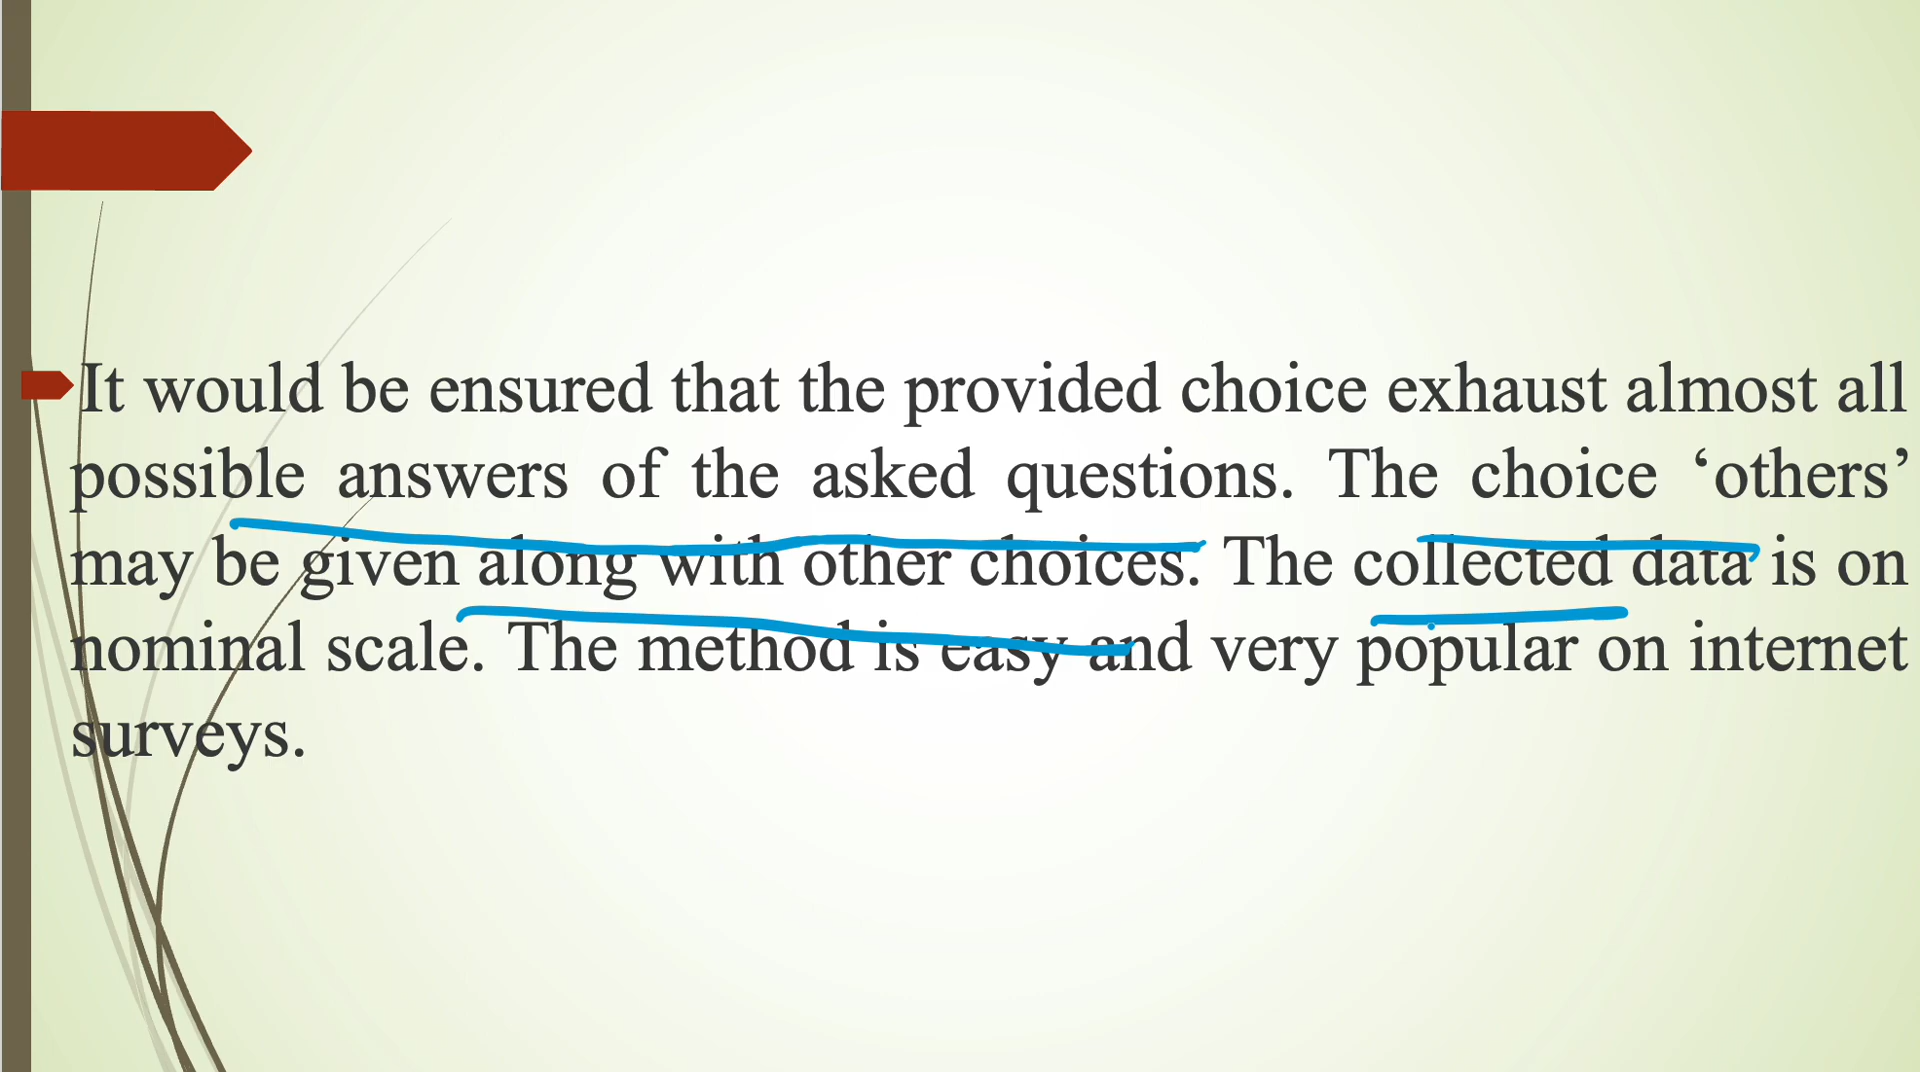 It would be ensured that the provided choice exhaust almost all
possible answers of the asked questions. The choice ‘others’
may be given along with other choices. The collected data is on
nominal scale. The method is easy and very popular on internet
surveys.